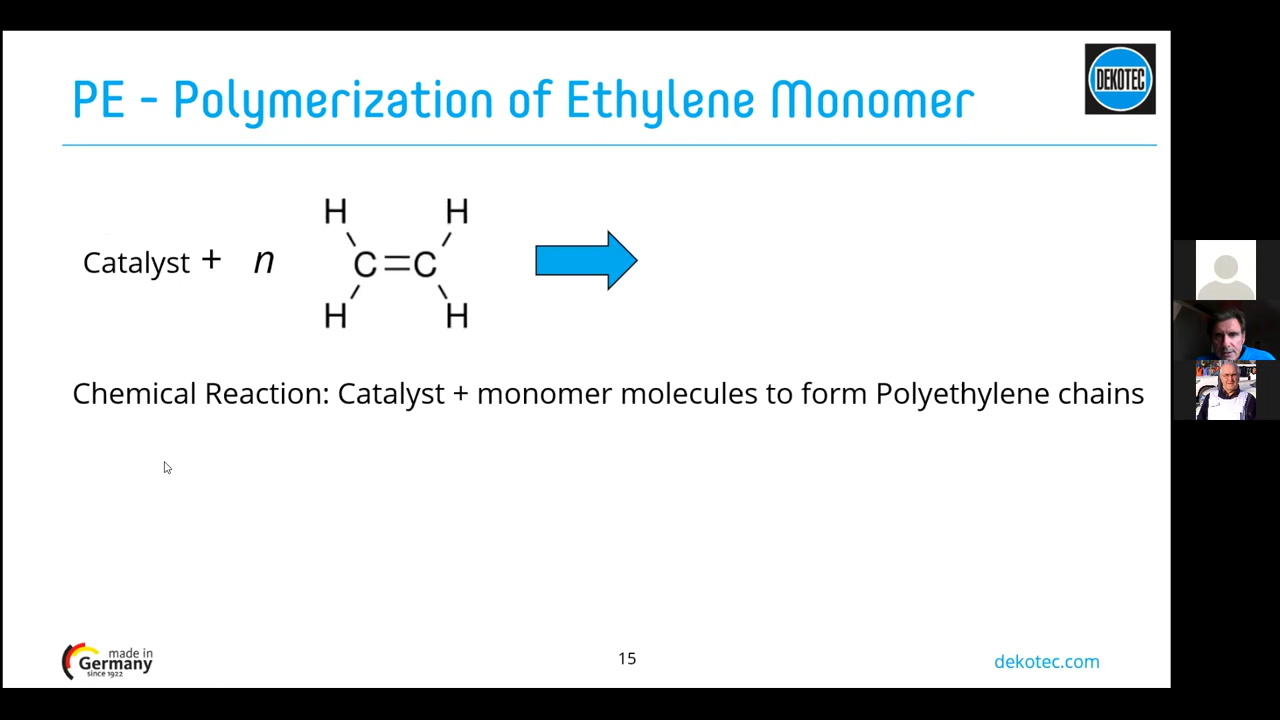 PE - Polymerization of Ethylene Monomer
DEKOTEC
H H
Catalyst + n C=C
H H
Chemical Reaction: Catalyst + monomer molecules to form Polyethylene chains
made in
Germany
since 1922
15
dekotec.com